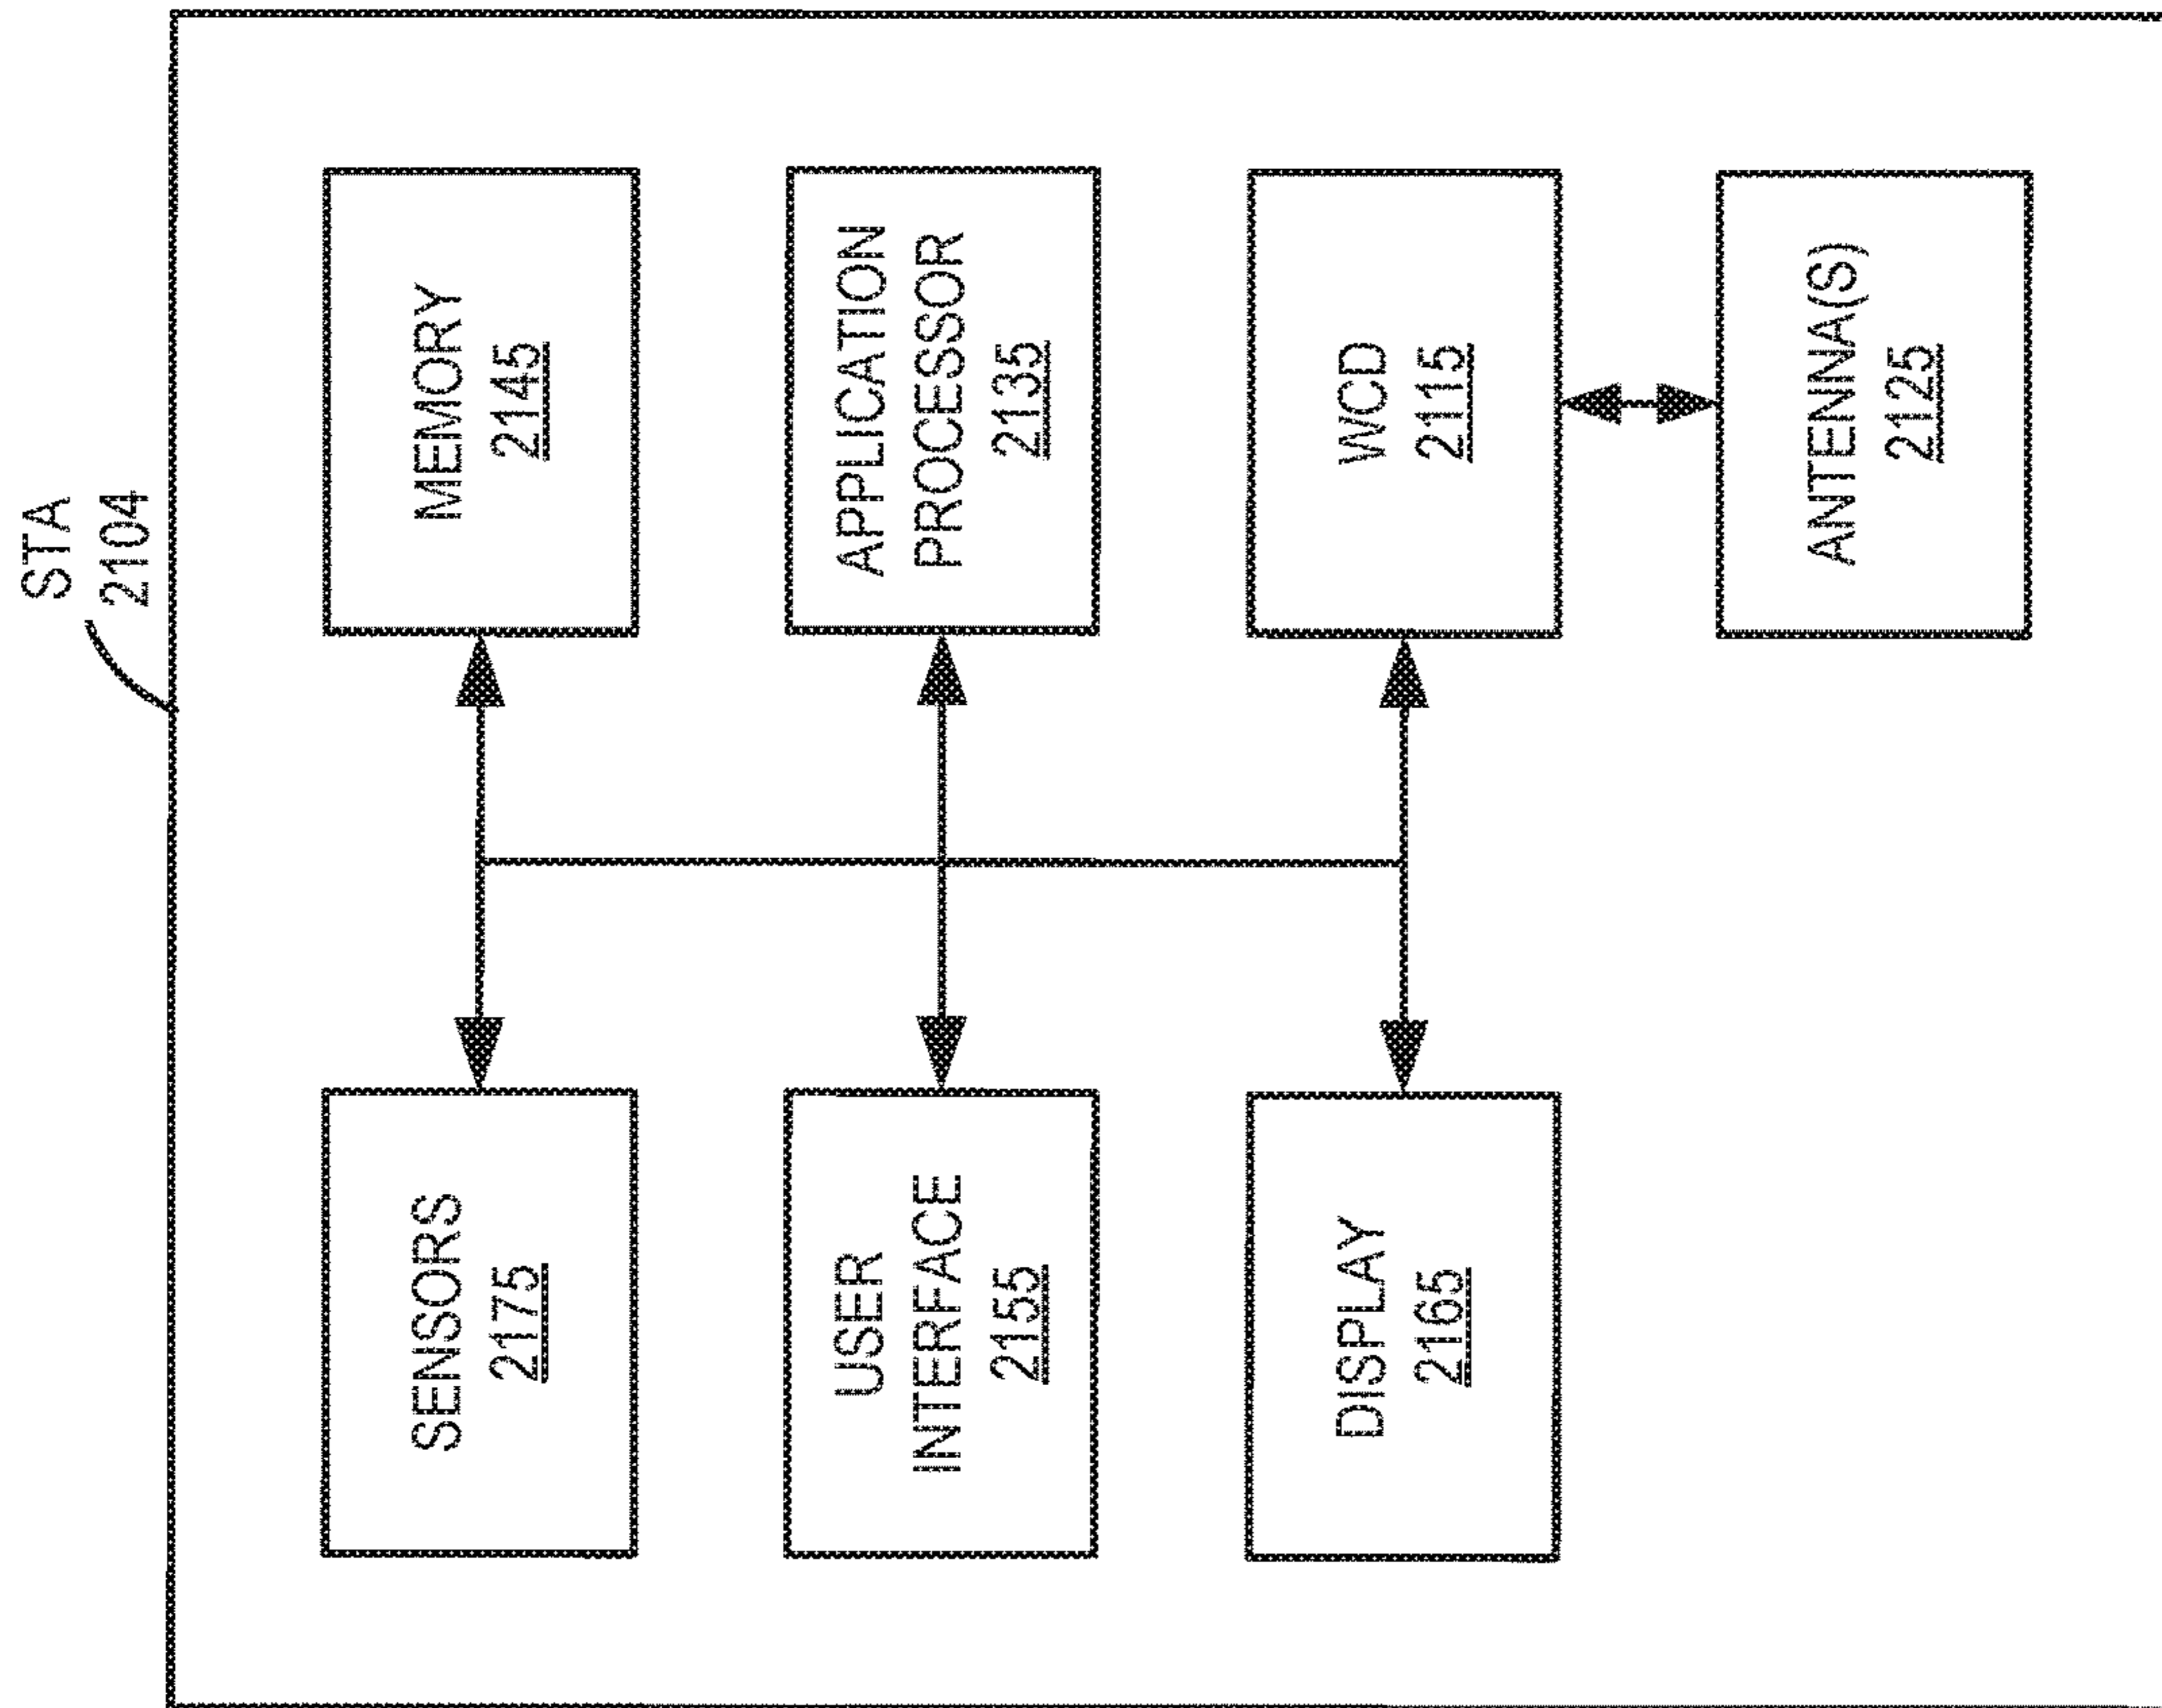 STA
2104
SENSORS
2175
MEMORY
2145
USER
INTERFACE
2155
APPLICATION
PROCESSOR
2135
DISPLAY
2165
WCD
2115
ANTENNA(S)
2125